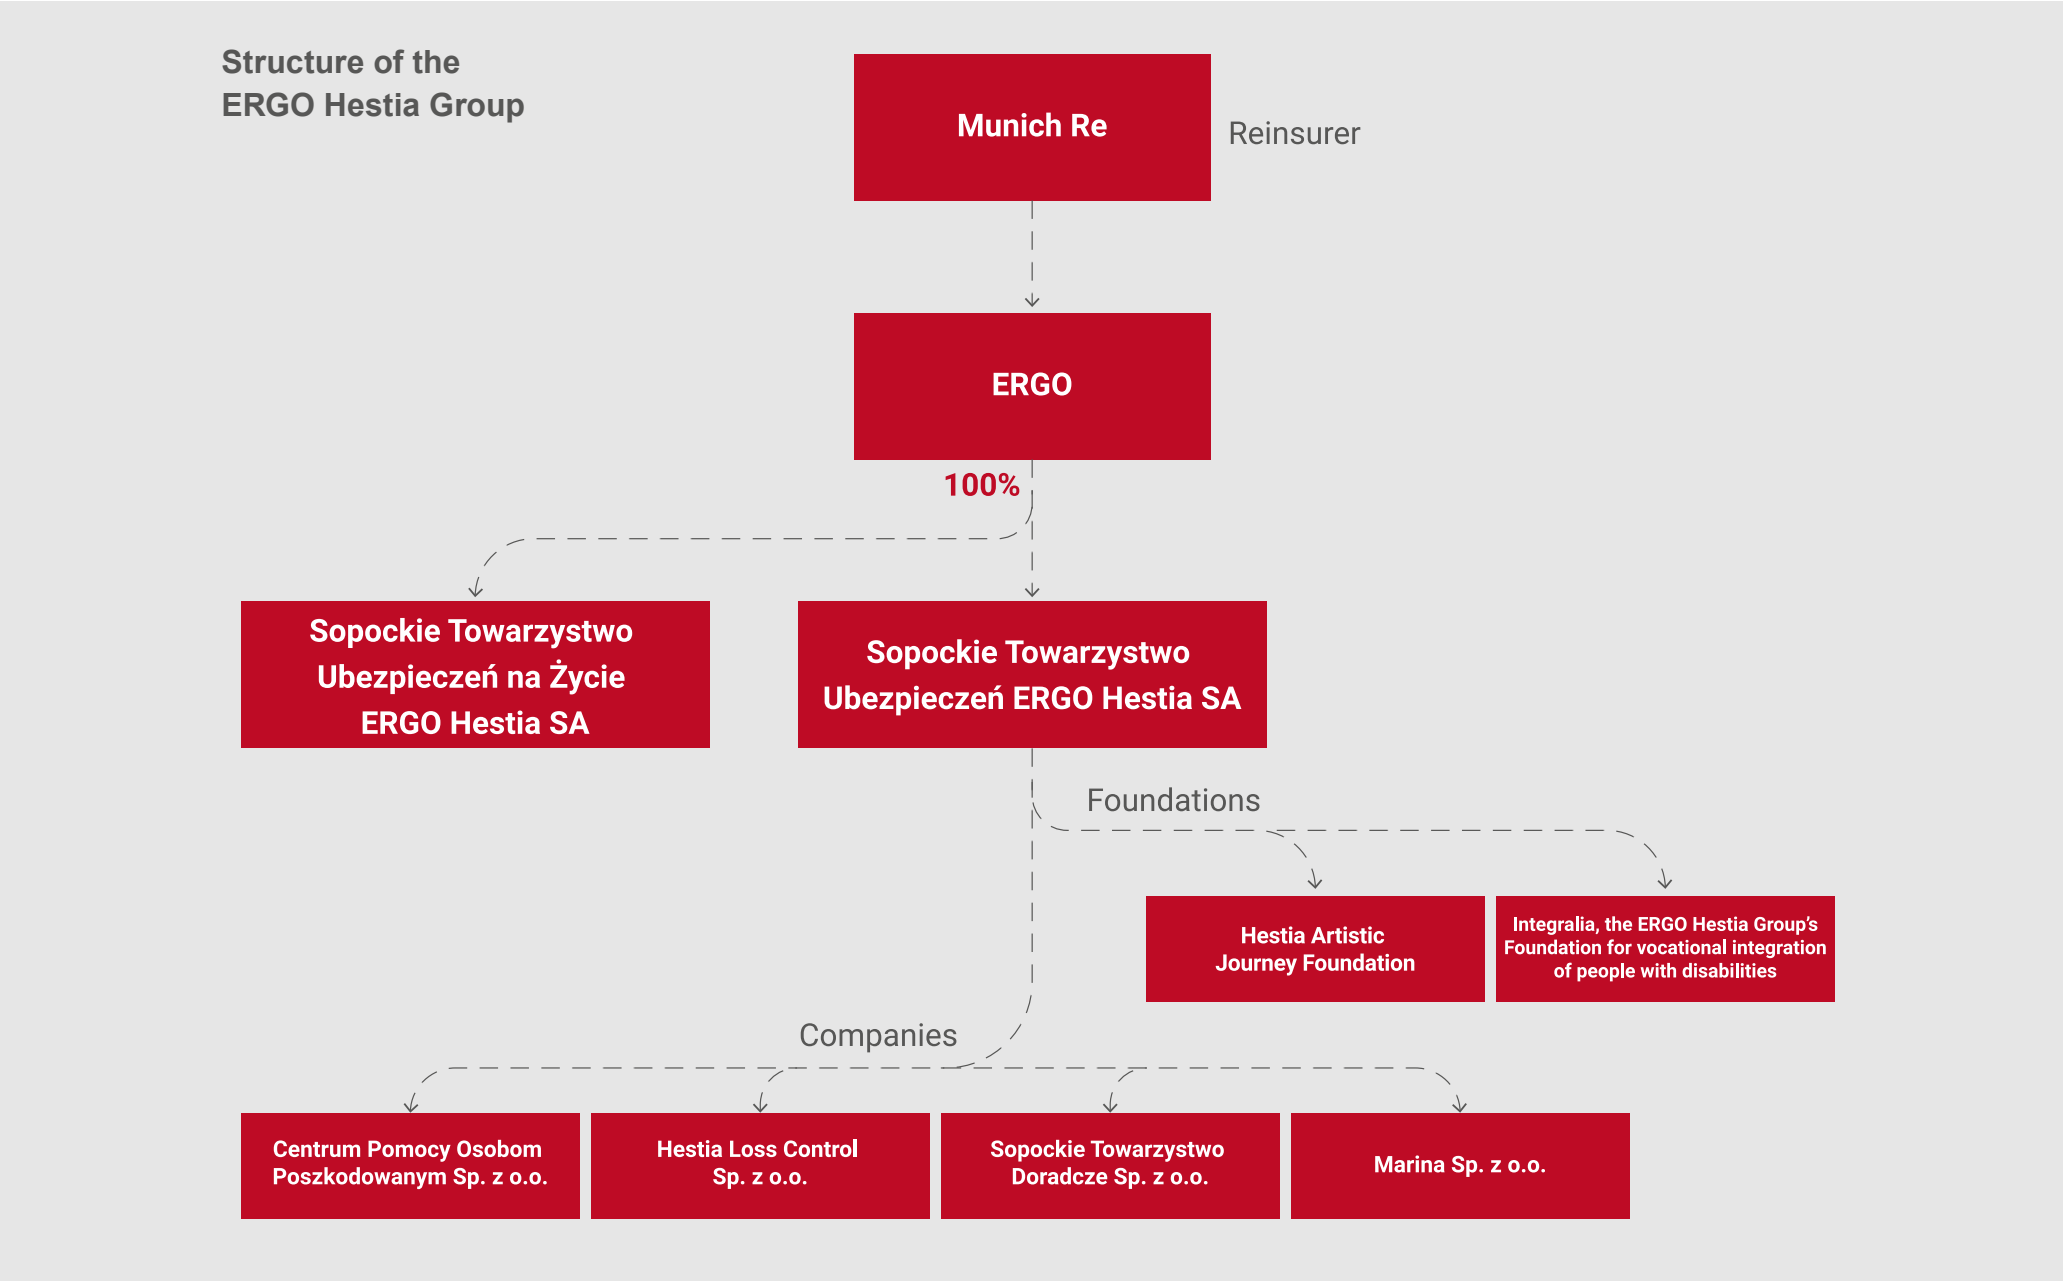 Structure of the
ERGO Hestia Group
Munich Re
Reinsurer
ERGO
100%
Sopockie Towarzystwo
Ubezpieczeń na Życie
ERGO Hestia SA
Sopockie Towarzystwo
Ubezpieczeń ERGO Hestia SA
Foundations
Hestia Artistic
Journey Foundation
Integralia, the ERGO Hestia Group's
Foundation for vocational integration
of people with disabilities
Companies
Centrum Pomocy Osobom
Poszkodowanym Sp. z o.o.
Hestia Loss Control
Sp. z o.o.
Sopockie Towarzystwo
Doradcze Sp. z o.o.
Marina Sp. z o.o.